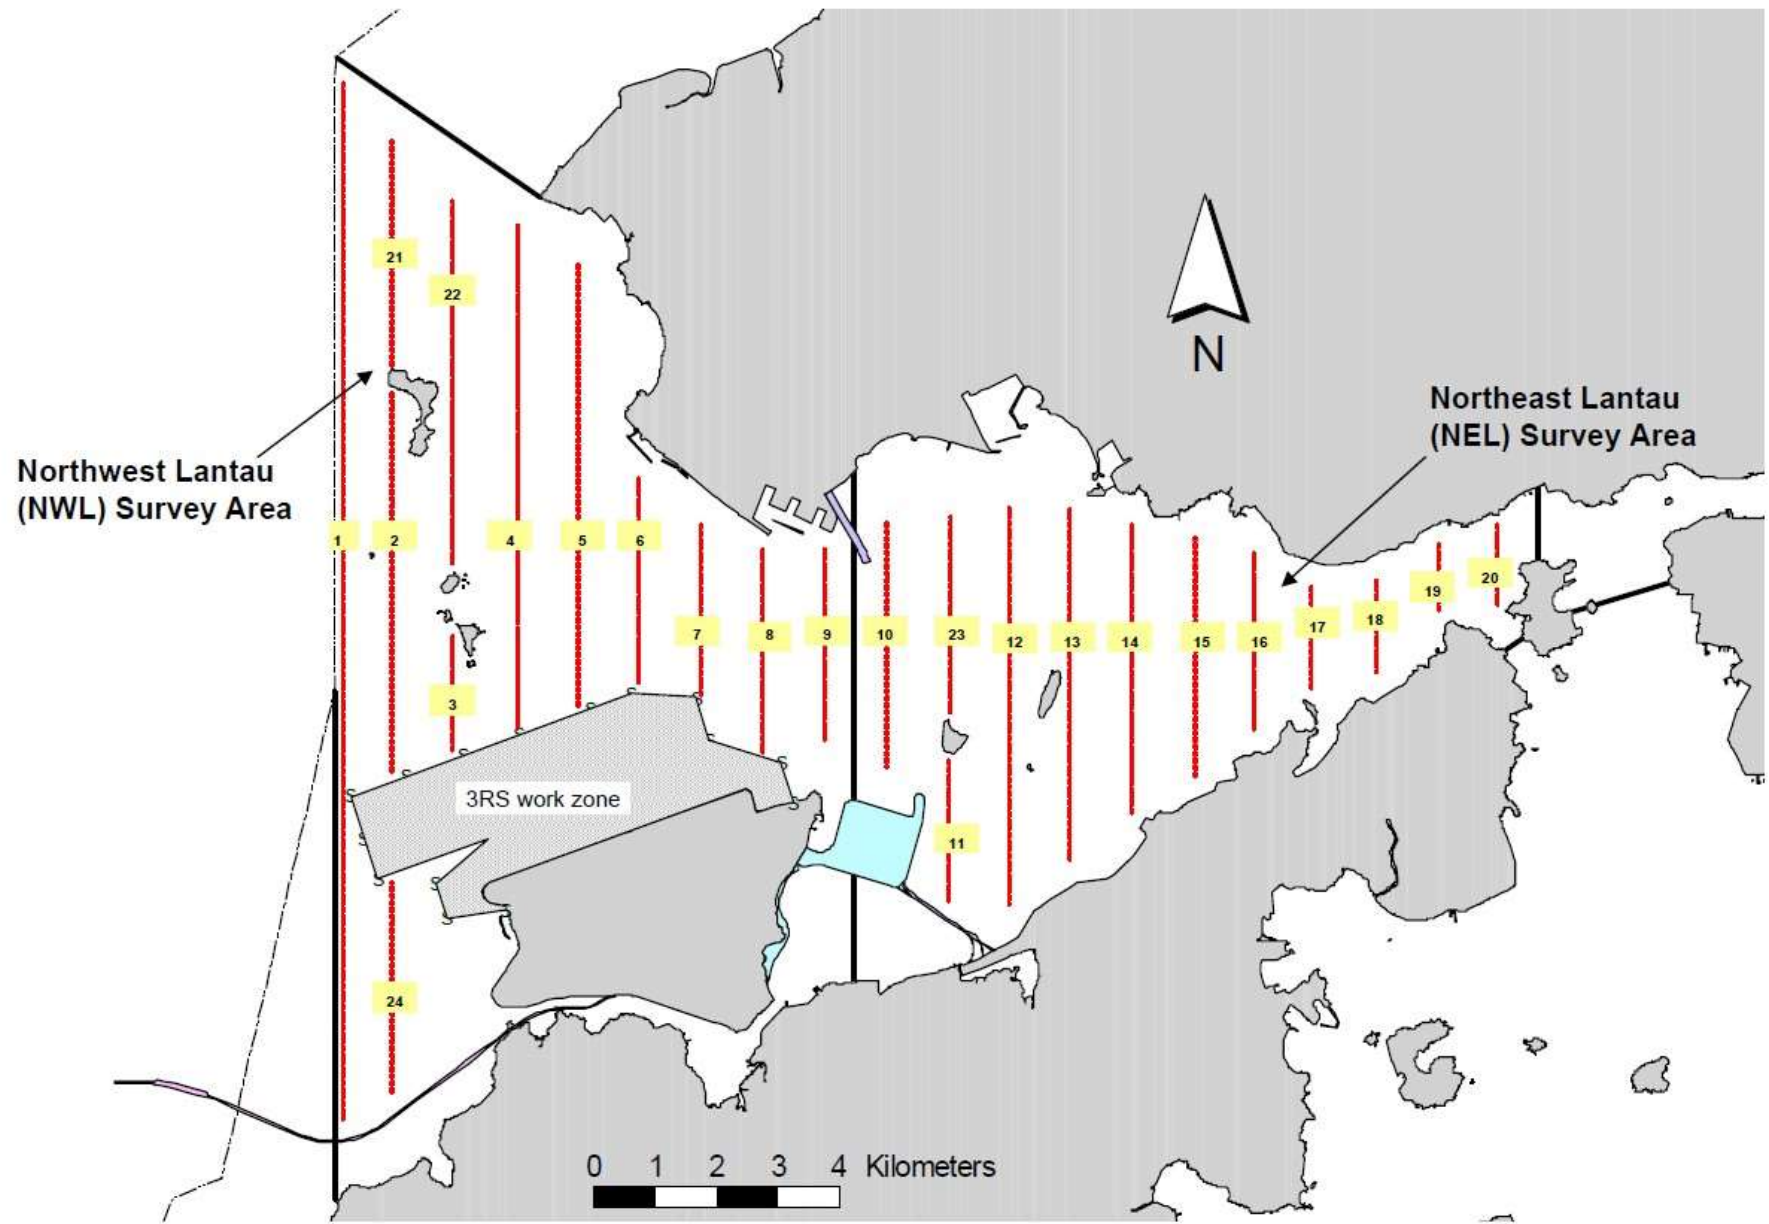 21
22
N
Northeast Lantau
(NEL) Survey Area
Northwest Lantau
(NWL) Survey Area
1
2
4
5
6
7
8
9
10
23
12
13
14
15
16
17
18
19
20
3
3RS work zone
11
24
0 1 2 3 4 Kilometers
S
S
S
S
S
S
S
S
S
S
S
S
S
S